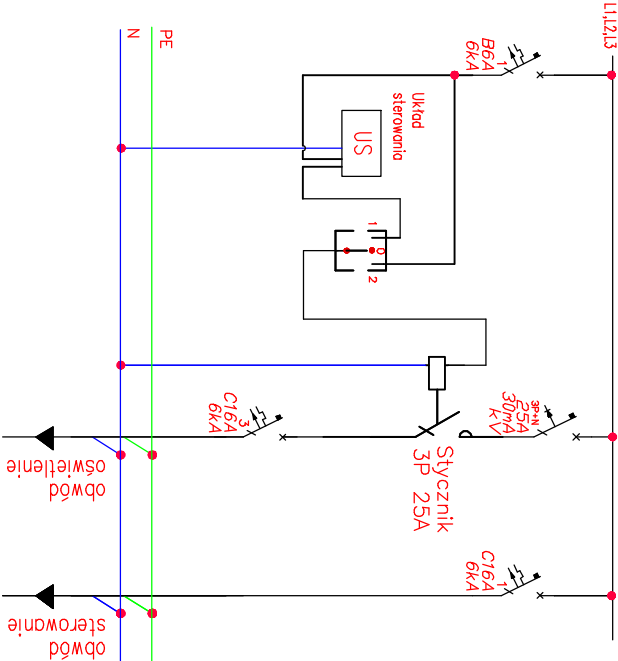 L1,L2,L3
PE
N
B6A
6kA
1
Układ
sterowania
US
1
0
2
3P+N
25A
30mA
kV
C16A
6kA
3
Stycznik
3P 25A
C16A
6kA
1
obwód
oświetlenie
obwód
sterowanie